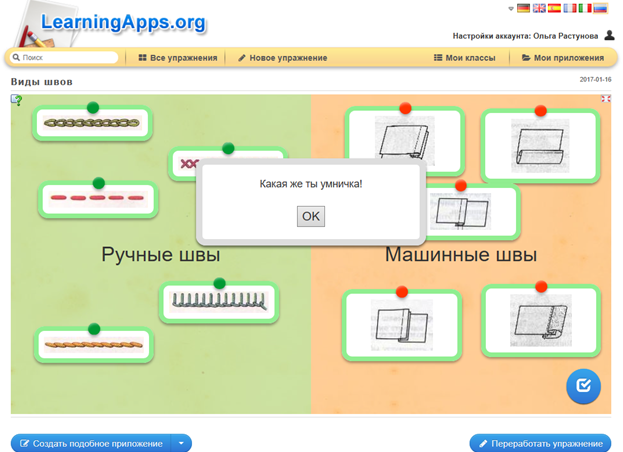 LearningApps.org
Настройки аккаунта: Ольга Растунова
Поиск
Все упражнения
Новое упражнение
Мои классы
Мои приложения
Виды швов
2017-01-16
Какая же ты умничка!
OK
Ручные швы
Машинные швы
Создать подобное приложение
Переработать упражнение